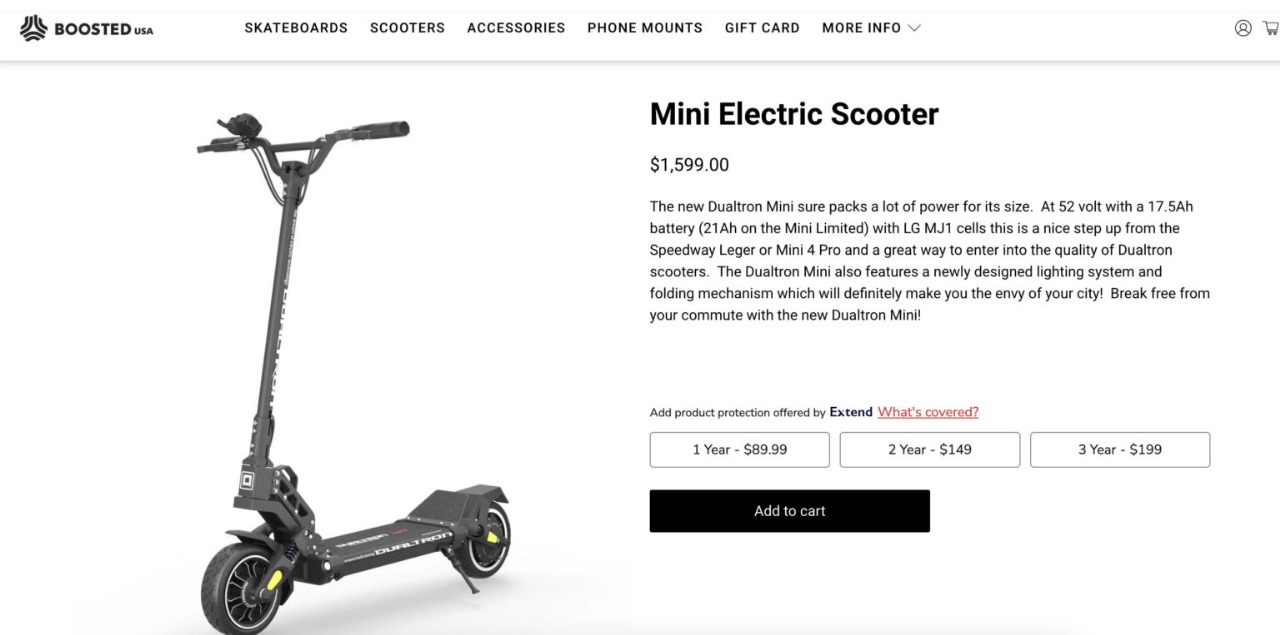 BOOSTED USA
SKATEBOARDS SCOOTERS ACCESSORIES PHONE MOUNTS GIFT CARD MORE INFO
Mini Electric Scooter
$1,599.00
The new Dualtron Mini sure packs a lot of power for its size. At 52 volt with a 17.5Ah
battery (21Ah on the Mini Limited) with LG MJ1 cells this is a nice step up from the
Speedway Leger or Mini 4 Pro and a great way to enter into the quality of Dualtron
scooters. The Dualtron Mini also features a newly designed lighting system and
folding mechanism which will definitely make you the envy of your city! Break free from
your commute with the new Dualtron Mini!
Add product protection offered by Extend What's covered?
1 Year - $89.99 2 Year - $149 3 Year - $199
Add to cart
DUALTRON